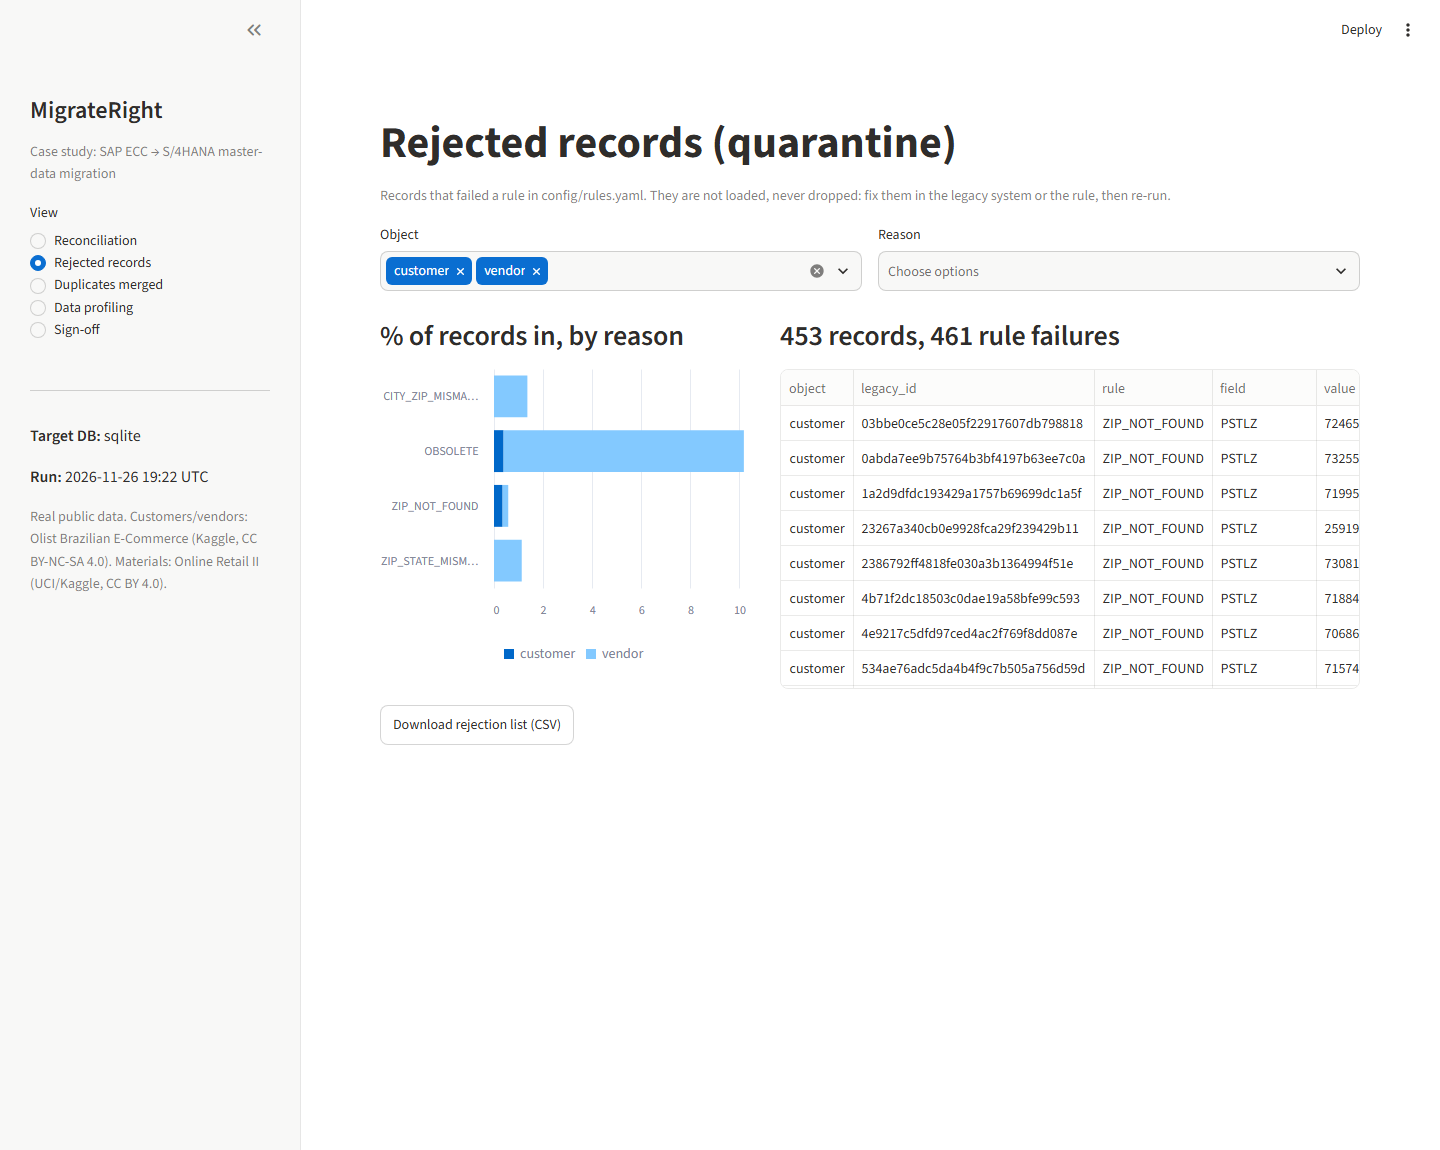 Deploy
MigrateRight
Case study: SAP ECC → S/4HANA master-
data migration
View
Reconciliation
Rejected records
Duplicates merged
Data profiling
Sign-off
Target DB: sqlite
Run: 2026-11-26 19:22 UTC
Real public data. Customers/vendors:
Olist Brazilian E-Commerce (Kaggle, CC
BY-NC-SA 4.0). Materials: Online Retail II
(UCI/Kaggle, CC BY 4.0).
Rejected records (quarantine)
Records that failed a rule in config/rules.yaml. They are not loaded, never dropped: fix them in the legacy system or the rule, then re-run.
Object
customer
vendor
Reason
Choose options
% of records in, by reason
CITY_ZIP_MISMA…
OBSOLETE
ZIP_NOT_FOUND
ZIP_STATE_MISM…
0 2 4 6 8 10
customer vendor
453 records, 461 rule failures
object legacy_id rule field value
customer 03bbe0ce5c28e05f22917607db798818 ZIP_NOT_FOUND PSTLZ 72465
customer 0abda7ee9b75764b3bf4197b63ee7c0a ZIP_NOT_FOUND PSTLZ 73255
customer 1a2d9dfdc193429a1757b69699dc1a5f ZIP_NOT_FOUND PSTLZ 71995
customer 23267a340cb0e9928fca29f239429b11 ZIP_NOT_FOUND PSTLZ 25919
customer 2386792ff4818fe030a3b1364994f51e ZIP_NOT_FOUND PSTLZ 73081
customer 4b71f2dc18503c0dae19a58bfe99c593 ZIP_NOT_FOUND PSTLZ 71884
customer 4e9217c5dfd97ced4ac2f769f8dd087e ZIP_NOT_FOUND PSTLZ 70686
customer 534ae76adc5da4b4f9c7b505a756d59d ZIP_NOT_FOUND PSTLZ 71574
Download rejection list (CSV)